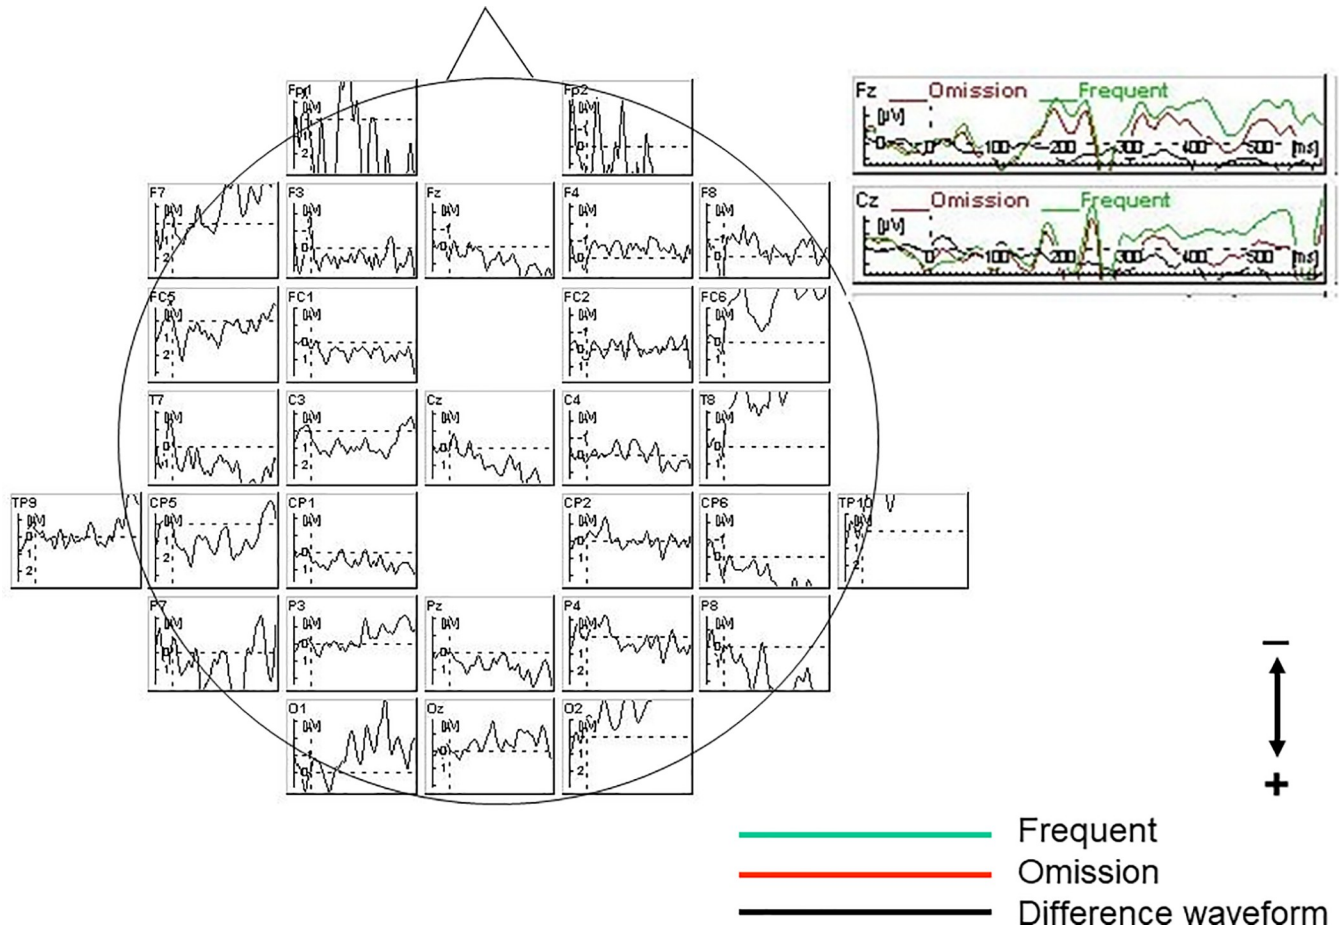 Fp1
Fp2
Fz Omission Frequent
[µV]
0 100 200 300 400 500 [ms]
F7 F3 Fz F4 F8
Cz Omission Frequent
[µV]
0 100 200 300 400 500 [ms]
FC5 FC1 FC2 FC6
T7 C3 Cz C4 T8
TP9 CP5 CP1 CP2 CP6 TP10
P7 P3 Pz P4 P8
O1 Oz O2
−
+
Frequent
Omission
Difference waveform